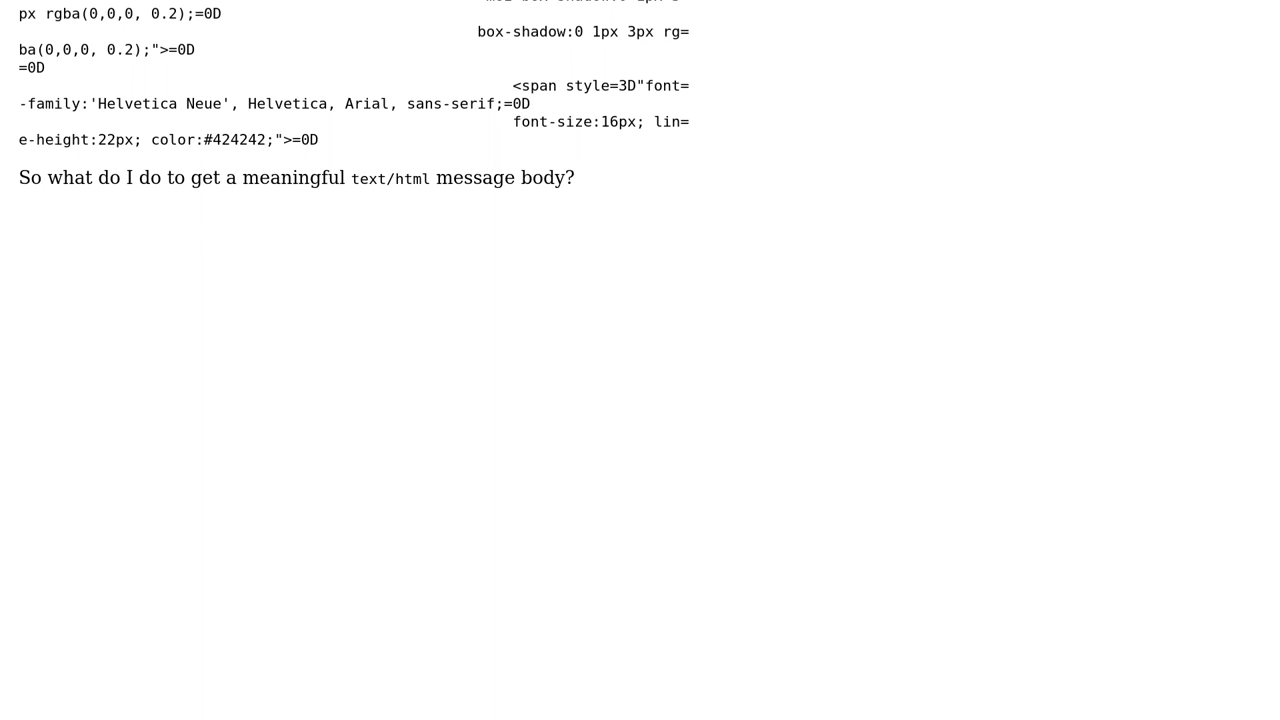 px rgba(0,0,0, 0.2);=0D
box-shadow:0 1px 3px rg=
ba(0,0,0, 0.2);">=0D
=0D
<span style=3D"font=
-family:'Helvetica Neue', Helvetica, Arial, sans-serif;=0D
font-size:16px; lin=
e-height:22px; color:#424242;">=0D
So what do I do to get a meaningful text/html message body?